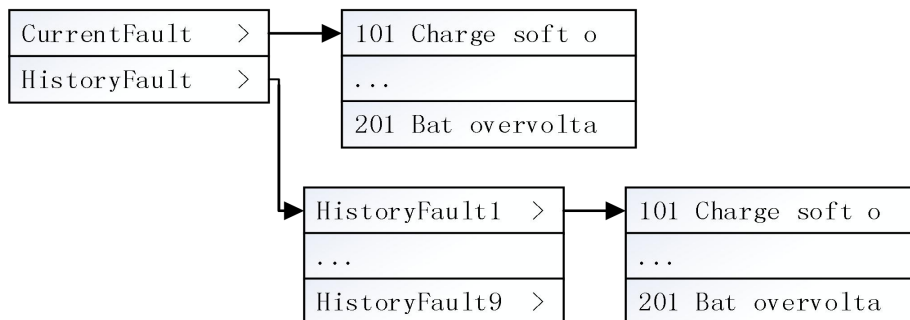 CurrentFault >
HistoryFault >
101 Charge soft o
...
201 Bat overvolta
HistoryFault1 >
...
HistoryFault9 >
101 Charge soft o
...
201 Bat overvolta